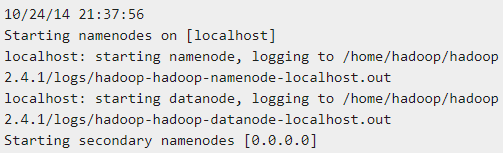 10/24/14 21:37:56
Starting namenodes on [localhost]
localhost: starting namenode, logging to /home/hadoop/hadoop
2.4.1/logs/hadoop-hadoop-namenode-localhost.out
localhost: starting datanode, logging to /home/hadoop/hadoop
2.4.1/logs/hadoop-hadoop-datanode-localhost.out
Starting secondary namenodes [0.0.0.0]